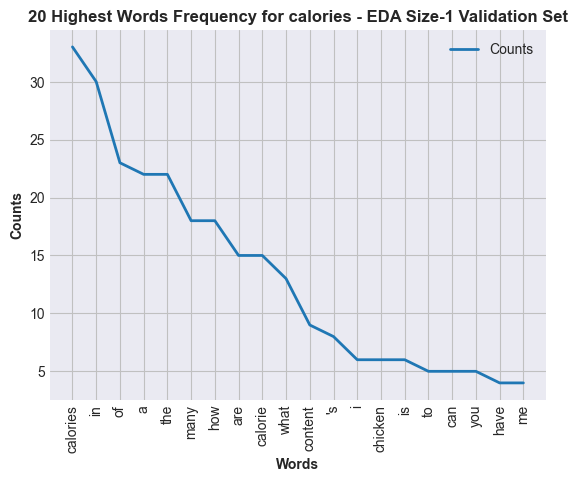 20 Highest Words Frequency for calories - EDA Size-1 Validation Set
Counts
30
25
20
15
10
5
Counts
calories
in
of
a
the
many
how
are
calorie
what
content
's
i
chicken
is
to
can
you
have
me
Words